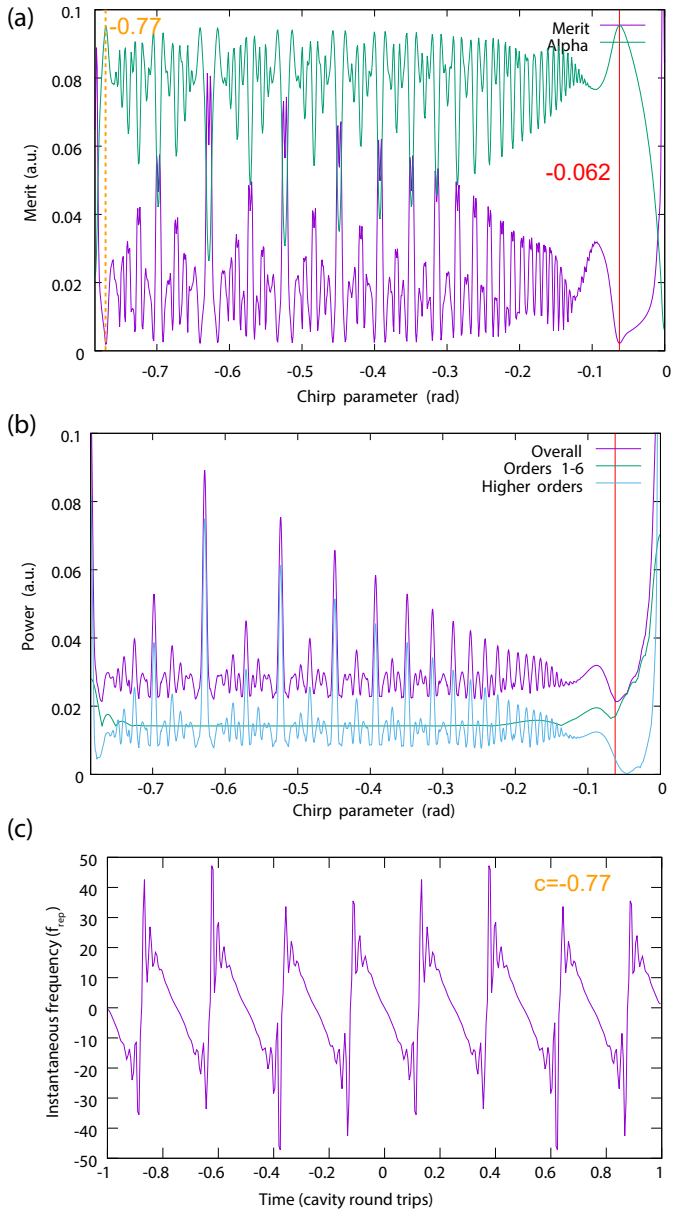 (a)
0.1
0.08
0.06
0.04
0.02
0
Merit (a.u.)
-0.77
Merit
Alpha
-0.062
-0.7 -0.6 -0.5 -0.4 -0.3 -0.2 -0.1 0
Chirp parameter (rad)
(b)
0.1
0.08
0.06
0.04
0.02
0
Power (a.u.)
Overall
Orders 1-6
Higher orders
-0.7 -0.6 -0.5 -0.4 -0.3 -0.2 -0.1 0
Chirp parameter (rad)
(c)
50
40
30
20
10
0
-10
-20
-30
-40
-50
Instantaneous frequency (frep)
c=-0.77
-1 -0.8 -0.6 -0.4 -0.2 0 0.2 0.4 0.6 0.8 1
Time (cavity round trips)